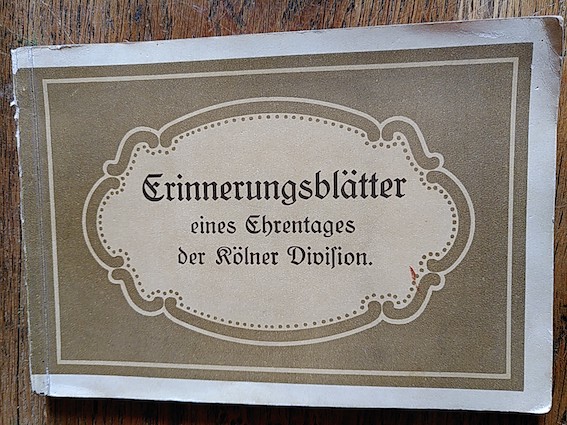 Erinnerungsblätter
eines Ehrentages
der Kölner Diviſion.